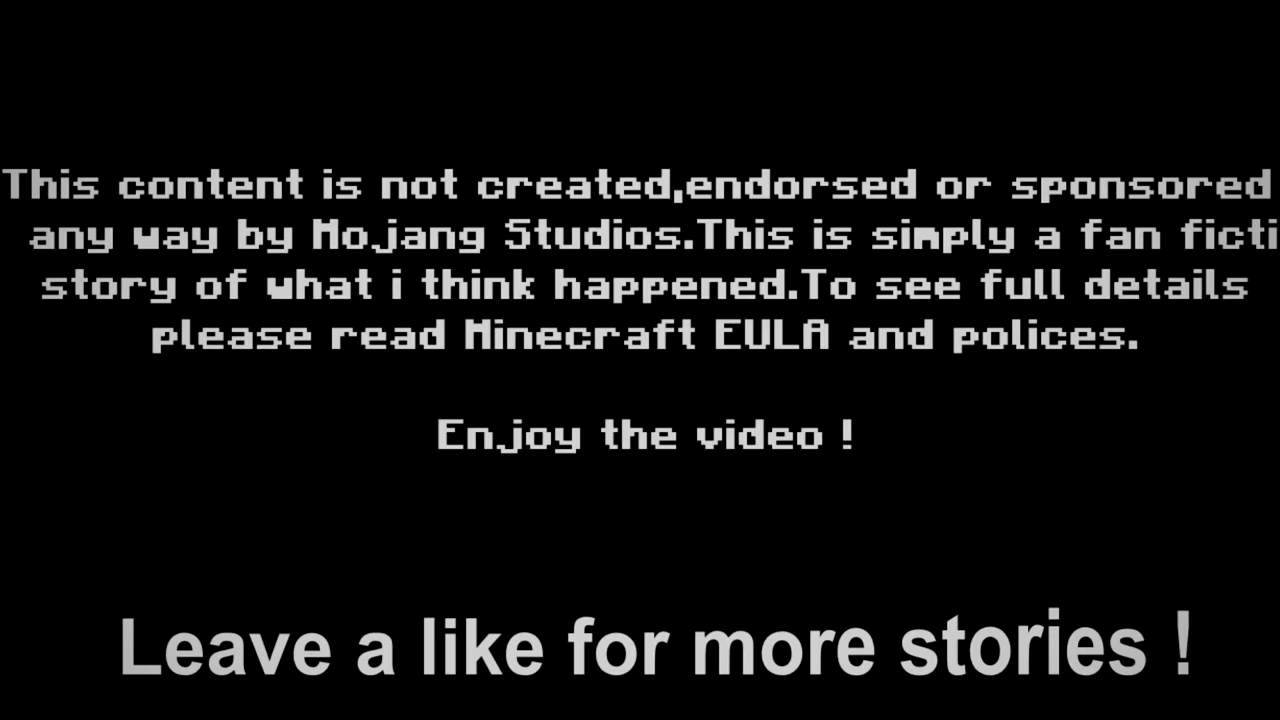 This content is not created,endorsed or sponsored
any way by Mojang Studios.This is simply a fan ficti
story of what i think happened.To see full details
please read Minecraft EULA and polices.
Enjoy the video !
Leave a like for more stories !